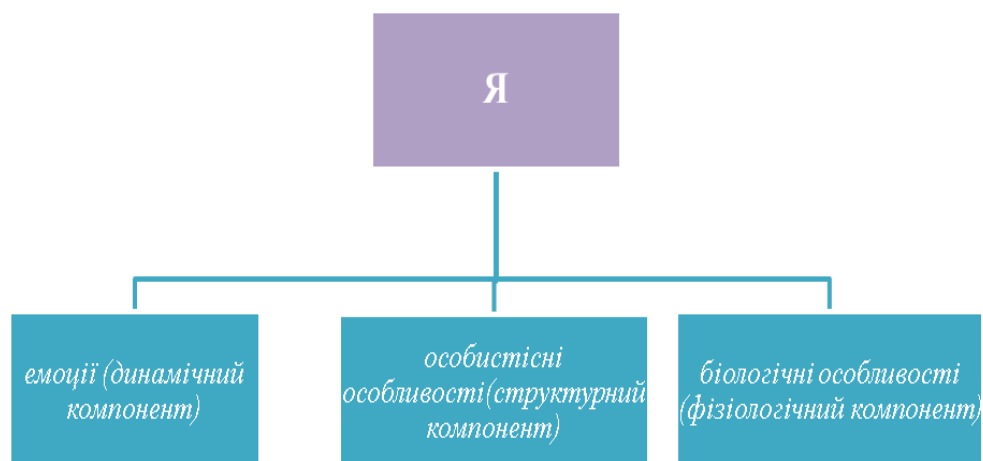 Я
емоції (динамічний
компонент)
особистісні
особливості(структурний
компонент)
біологічні особливості
(фізіологічний компонент)